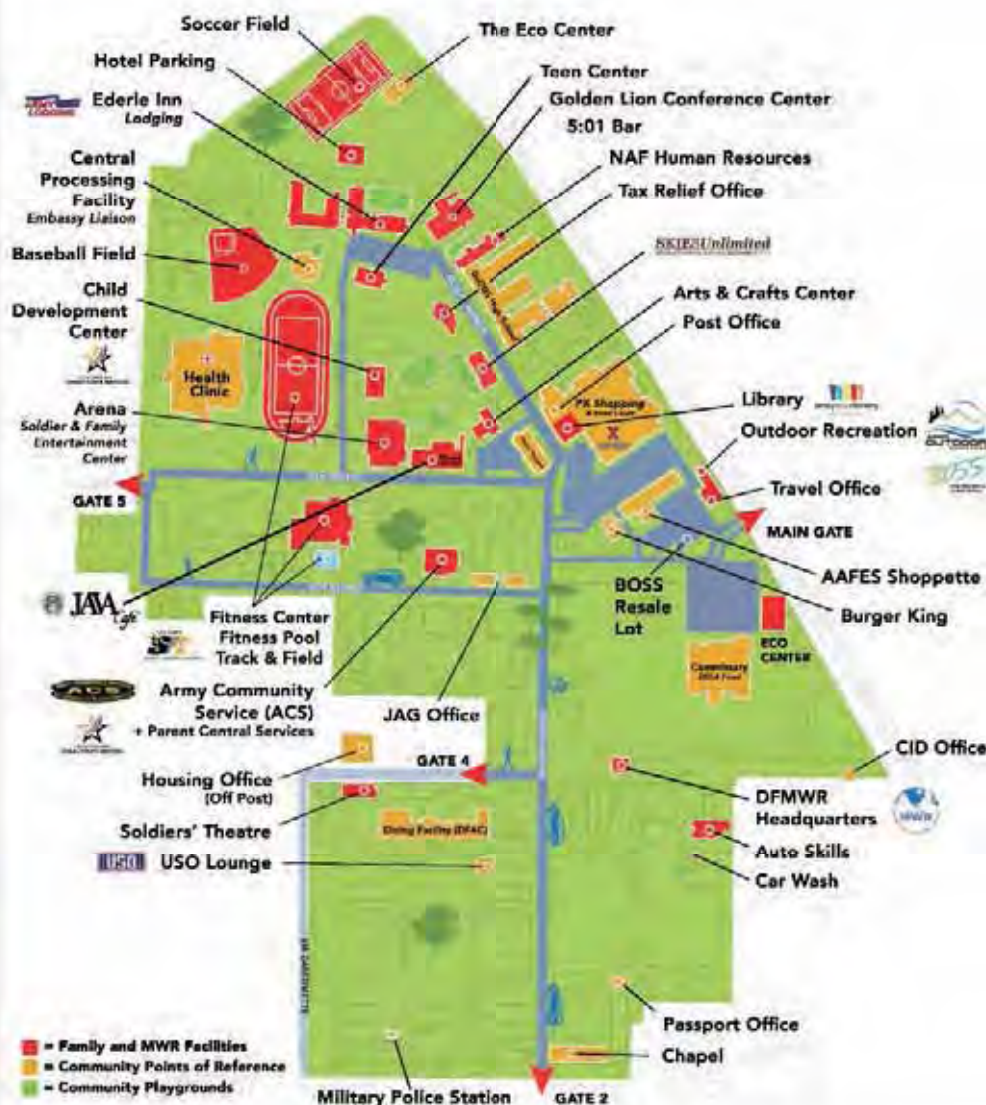 Soccer Field
The Eco Center
Hotel Parking
Teen Center
Ederle Inn
Lodging
Golden Lion Conference Center
5:01 Bar
Central
Processing
Facility
Embassy Liaison
NAF Human Resources
Tax Relief Office
SKIESUnlimited
Baseball Field
Child
Development
Center
Arts & Crafts Center
Post Office
Health
Clinic
PX Shopping
Library
Arena
Soldier & Family
Entertainment
Center
Outdoor Recreation
Travel Office
GATE 5
MAIN GATE
AAFES Shoppette
JAVA
Café
BOSS
Resale
Lot
Burger King
Fitness Center
Fitness Pool
Track & Field
ECO
CENTER
Commissary
Army Community
Service (ACS)
+ Parent Central Services
JAG Office
GATE 4
CID Office
Housing Office
(Off Post)
DFMWR
Headquarters
Soldiers' Theatre
Dining Facility (DFAC)
Auto Skills
USO
USO Lounge
Car Wash
Passport Office
Chapel
= Family and MWR Facilities
= Community Points of Reference
= Community Playgrounds
Military Police Station
GATE 2